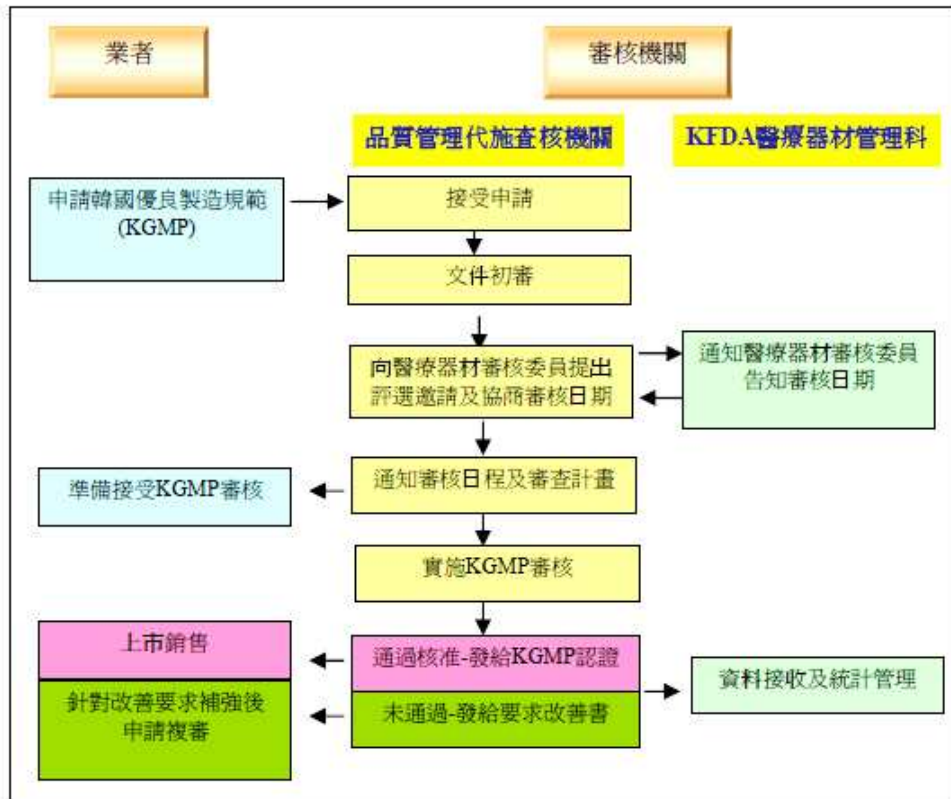 業者
審核機關
品質管理代施查核機關
KFDA醫療器材管理科
申請韓國優良製造規範
(KGMP)
接受申請
文件初審
向醫療器材審核委員提出
評選邀請及協商審核日期
通知醫療器材審核委員
告知審核日期
準備接受KGMP審核
通知審核日程及審查計畫
實施KGMP審核
上市銷售
通過核准-發給KGMP認證
資料接收及統計管理
針對改善要求補強後
申請複審
未通過-發給要求改善書